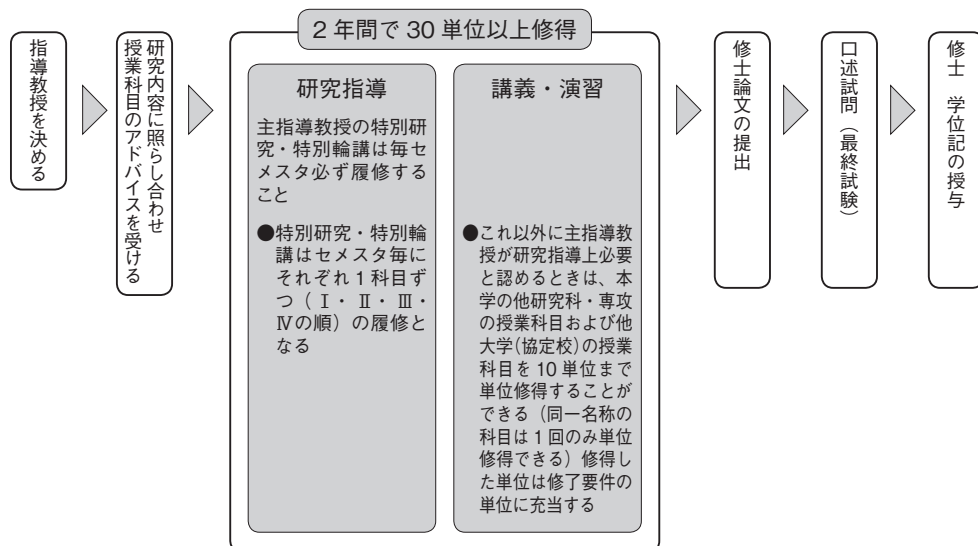 指導教授を決める
研究内容に照らし合わせ
授業科目のアドバイスを受ける
2年間で30単位以上修得
研究指導
主指導教授の特別研
究・特別輪講は毎セ
メスタ必ず履修する
こと
●特別研究・特別輪
講はセメスタ毎に
それぞれ1科目ず
つ（Ⅰ・Ⅱ・Ⅲ・
Ⅳの順）の履修と
なる
講義・演習
●これ以外に主指導教
授が研究指導上必要
と認めるときは、本
学の他研究科・専攻
の授業科目および他
大学(協定校)の授業
科目を10単位まで
単位修得することが
できる（同一名称の
科目は1回のみ単位
修得できる）修得し
た単位は修了要件の
単位に充当する
修士論文の提出
口述試問（最終試験）
修士　学位記の授与